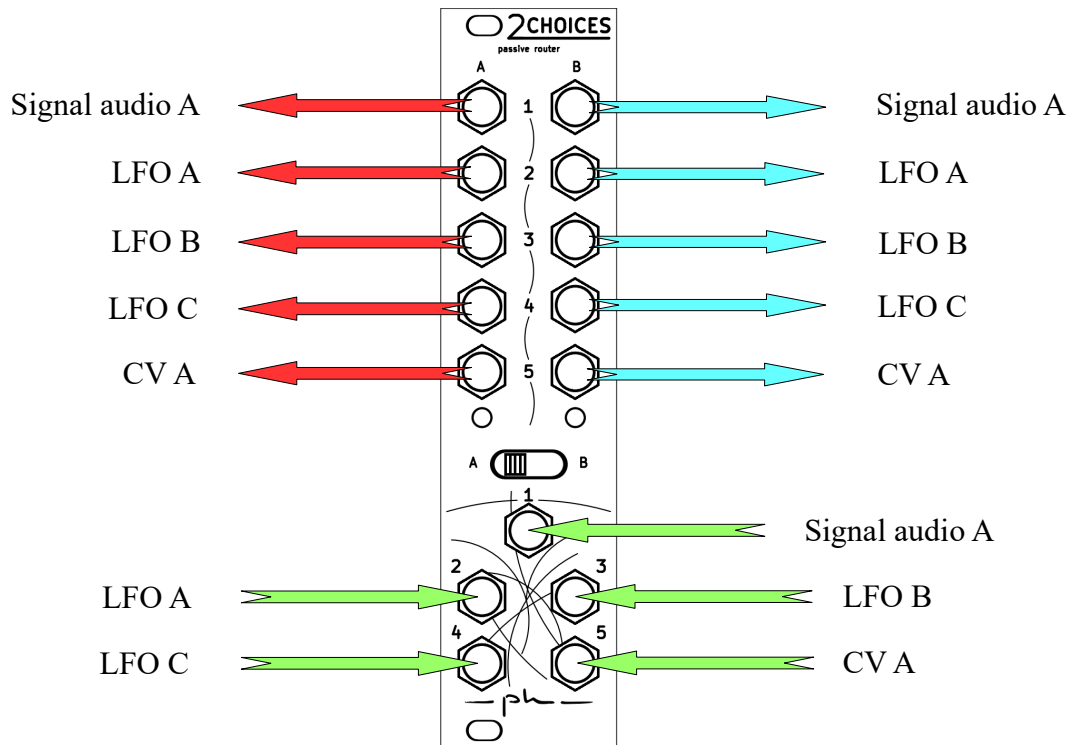 2CHOICES
passive router
A B
Signal audio A 1 Signal audio A
LFO A 2 LFO A
LFO B 3 LFO B
LFO C 4 LFO C
CV A 5 CV A
A B
1
Signal audio A
2 3
LFO A LFO B
4 5
LFO C CV A
ph